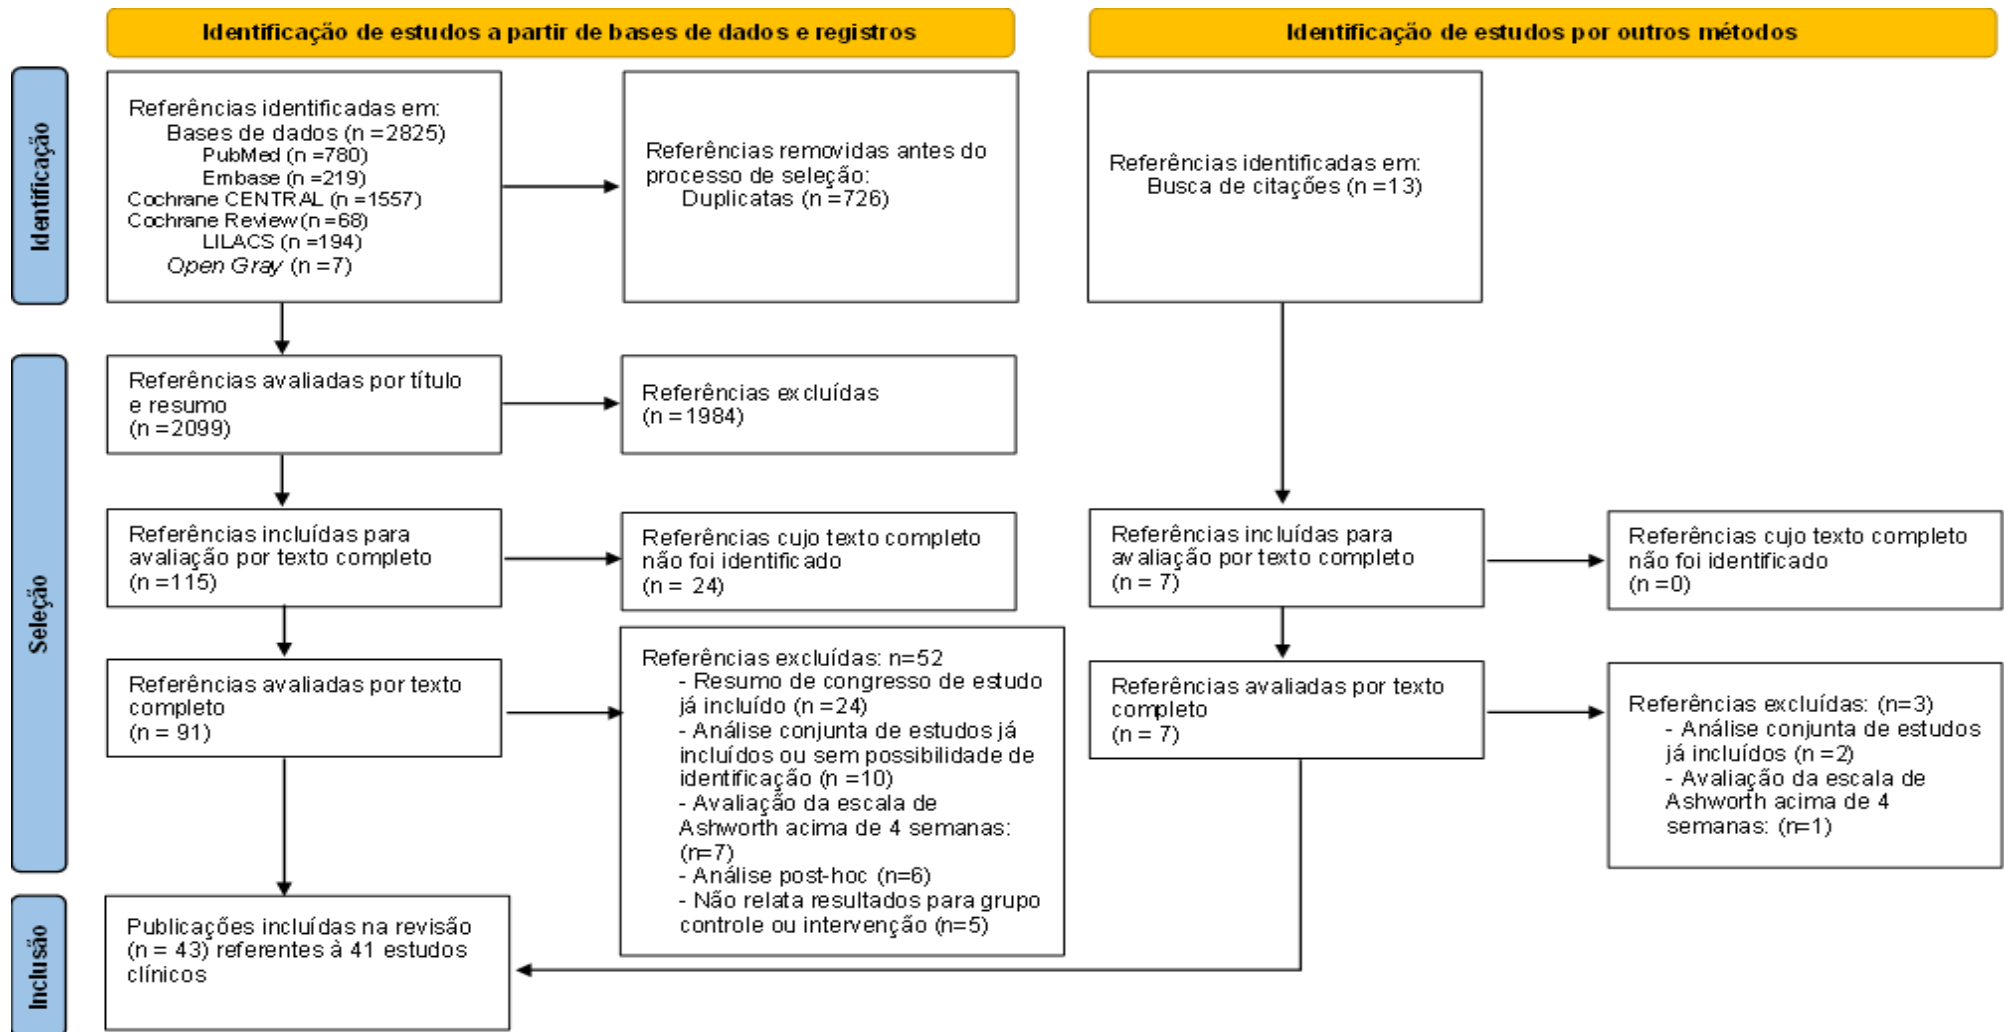 Identificação de estudos a partir de bases de dados e registros
Identificação de estudos por outros métodos
Identificação
Referências identificadas em:
Bases de dados (n =2825)
PubMed (n =780)
Embase (n =219)
Cochrane CENTRAL (n =1557)
Cochrane Review (n =68)
LILACS (n =194)
Open Gray (n =7)
Referências removidas antes do
processo de seleção:
Duplicatas (n =726)
Referências identificadas em:
Busca de citações (n =13)
Seleção
Referências avaliadas por título
e resumo
(n =2099)
Referências excluídas
(n =1984)
Referências incluídas para
avaliação por texto completo
(n =115)
Referências cujo texto completo
não foi identificado
(n = 24)
Referências incluídas para
avaliação por texto completo
(n = 7)
Referências cujo texto completo
não foi identificado
(n =0)
Referências avaliadas por texto
completo
(n = 91)
Referências excluídas: n=52
- Resumo de congresso de estudo
já incluído (n =24)
- Análise conjunta de estudos já
incluídos ou sem possibilidade de
identificação (n =10)
- Avaliação da escala de
Ashworth acima de 4 semanas:
(n=7)
- Análise post-hoc (n=6)
- Não relata resultados para grupo
controle ou intervenção (n=5)
Referências avaliadas por texto
completo
(n = 7)
Referências excluídas: (n=3)
- Análise conjunta de estudos
já incluídos (n =2)
- Avaliação da escala de
Ashworth acima de 4
semanas: (n=1)
Inclusão
Publicações incluídas na revisão
(n = 43) referentes à 41 estudos
clínicos